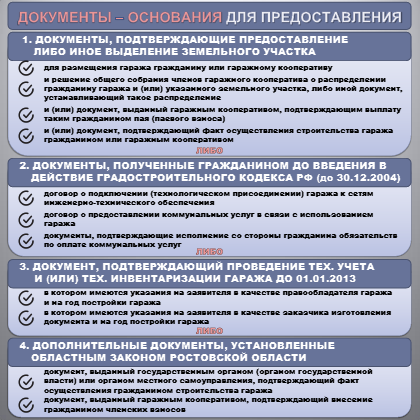 ДОКУМЕНТЫ – ОСНОВАНИЯ ДЛЯ ПРЕДОСТАВЛЕНИЯ
1. ДОКУМЕНТЫ, ПОДТВЕРЖДАЮЩИЕ ПРЕДОСТАВЛЕНИЕ
ЛИБО ИНОЕ ВЫДЕЛЕНИЕ ЗЕМЕЛЬНОГО УЧАСТКА
для размещения гаража гражданину или гаражному кооперативу
и решение общего собрания членов гаражного кооператива о распределении
гражданину гаража и (или) указанного земельного участка, либо иной документ,
устанавливающий такое распределение
и (или) документ, выданный гаражным кооперативом, подтверждающим выплату
таким гражданином пая (паевого взноса)
и (или) документ, подтверждающий факт осуществления строительства гаража
гражданином или гаражным кооперативом
ЛИБО
2. ДОКУМЕНТЫ, ПОЛУЧЕННЫЕ ГРАЖДАНИНОМ ДО ВВЕДЕНИЯ В
ДЕЙСТВИЕ ГРАДОСТРОИТЕЛЬНОГО КОДЕКСА РФ (до 30.12.2004)
договор о подключении (технологическом присоединении) гаража к сетям
инженерно-технического обеспечения
договор о предоставлении коммунальных услуг в связи с использованием
гаража
документы, подтверждающие исполнение со стороны гражданина обязательств
по оплате коммунальных услуг
ЛИБО
3. ДОКУМЕНТ, ПОДТВЕРЖДАЮЩИЙ ПРОВЕДЕНИЕ ТЕХ. УЧЕТА
И (ИЛИ) ТЕХ. ИНВЕНТАРИЗАЦИИ ГАРАЖА ДО 01.01.2013
в котором имеются указания на заявителя в качестве правообладателя гаража
и на год постройки гаража
в котором имеются указания на заявителя в качестве заказчика изготовления
документа и на год постройки гаража
ЛИБО
4. ДОПОЛНИТЕЛЬНЫЕ ДОКУМЕНТЫ, УСТАНОВЛЕННЫЕ
ОБЛАСТНЫМ ЗАКОНОМ РОСТОВСКОЙ ОБЛАСТИ
документ, выданный государственным органом (органом государственной
власти) или органом местного самоуправления, подтверждающий факт
осуществления гражданином строительства гаража
документ, выданный гаражным кооперативом, подтверждающий внесение
гражданином членских взносов